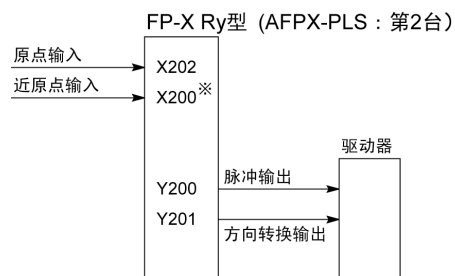 FP-X Ry型 (AFPX-PLS：第2台)
原点输入
X202
近原点输入
X200※
驱动器
Y200
脉冲输出
Y201
方向转换输出